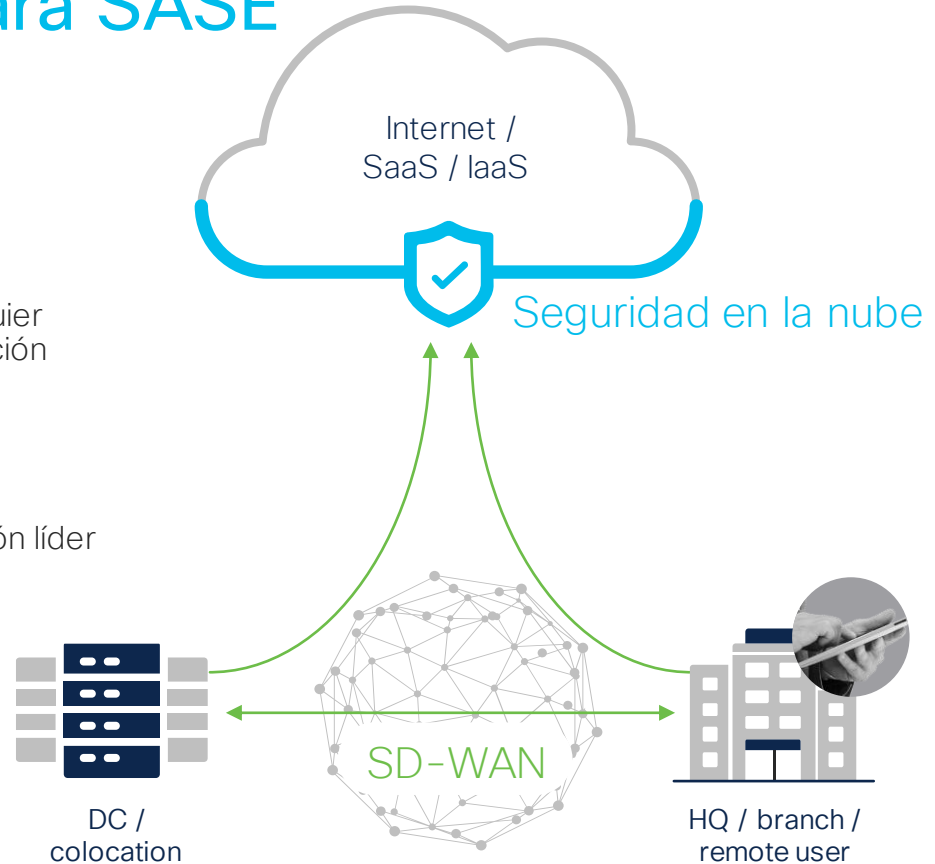 ara SASE
Internet /
SaaS / IaaS
Seguridad en la nube
uier
ción
ón líder
SD-WAN
DC /
colocation
HQ / branch /
remote user